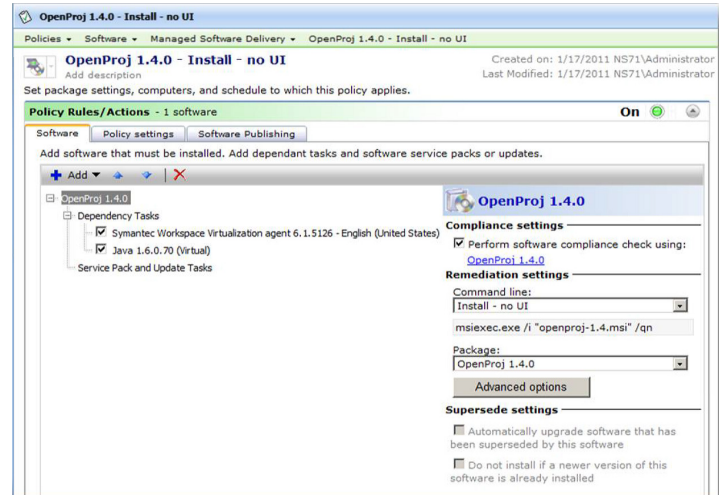 OpenProj 1.4.0 - Install - no UI
Policies Software Managed Software Delivery OpenProj 1.4.0 - Install - no UI
OpenProj 1.4.0 - Install - no UI
Add description
Created on: 1/17/2011 NS71\Administrator
Last Modified: 1/17/2011 NS71\Administrator
Set package settings, computers, and schedule to which this policy applies.
Policy Rules/Actions - 1 software
On
Software Policy settings Software Publishing
Add software that must be installed. Add dependant tasks and software service packs or updates.
Add
OpenProj 1.4.0
Dependency Tasks
Symantec Workspace Virtualization agent 6.1.5126 - English (United States)
Java 1.6.0.70 (Virtual)
Service Pack and Update Tasks
OpenProj 1.4.0
Compliance settings
Perform software compliance check using:
OpenProj 1.4.0
Remediation settings
Command line:
Install - no UI
msiexec.exe /i "openproj-1.4.msi" /qn
Package:
OpenProj 1.4.0
Advanced options
Supersede settings
Automatically upgrade software that has
been superseded by this software
Do not install if a newer version of this
software is already installed